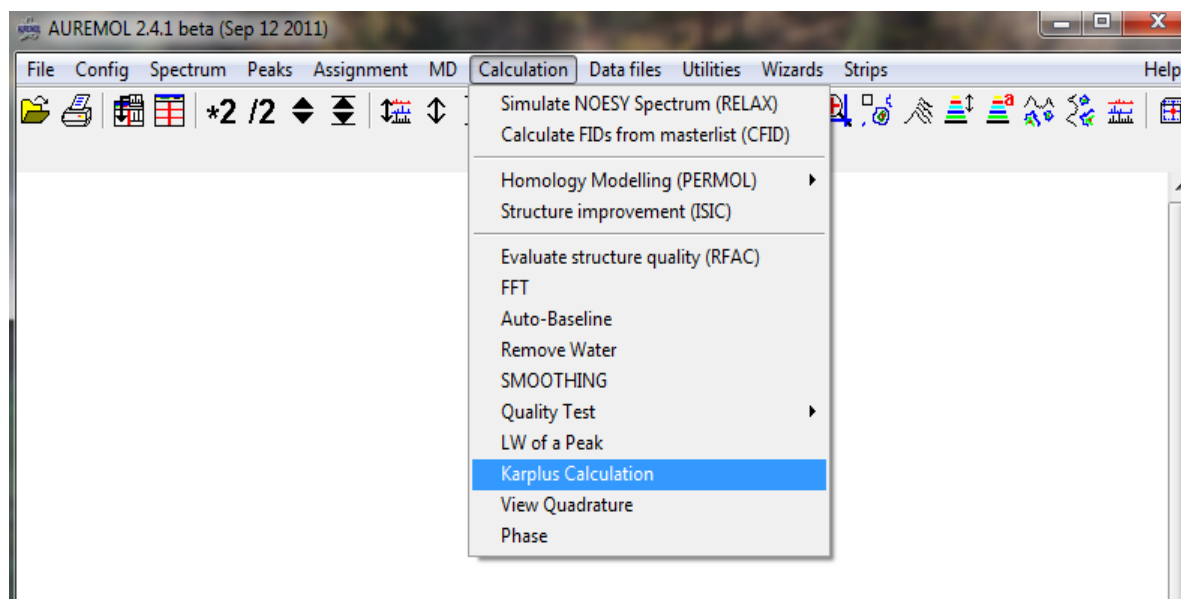 AUREMOL 2.4.1 beta (Sep 12 2011)
File Config Spectrum Peaks Assignment MD Calculation Data files Utilities Wizards Strips Help
*2 /2 a
Simulate NOESY Spectrum (RELAX)
Calculate FIDs from masterlist (CFID)
Homology Modelling (PERMOL)
Structure improvement (ISIC)
Evaluate structure quality (RFAC)
FFT
Auto-Baseline
Remove Water
SMOOTHING
Quality Test
LW of a Peak
Karplus Calculation
View Quadrature
Phase